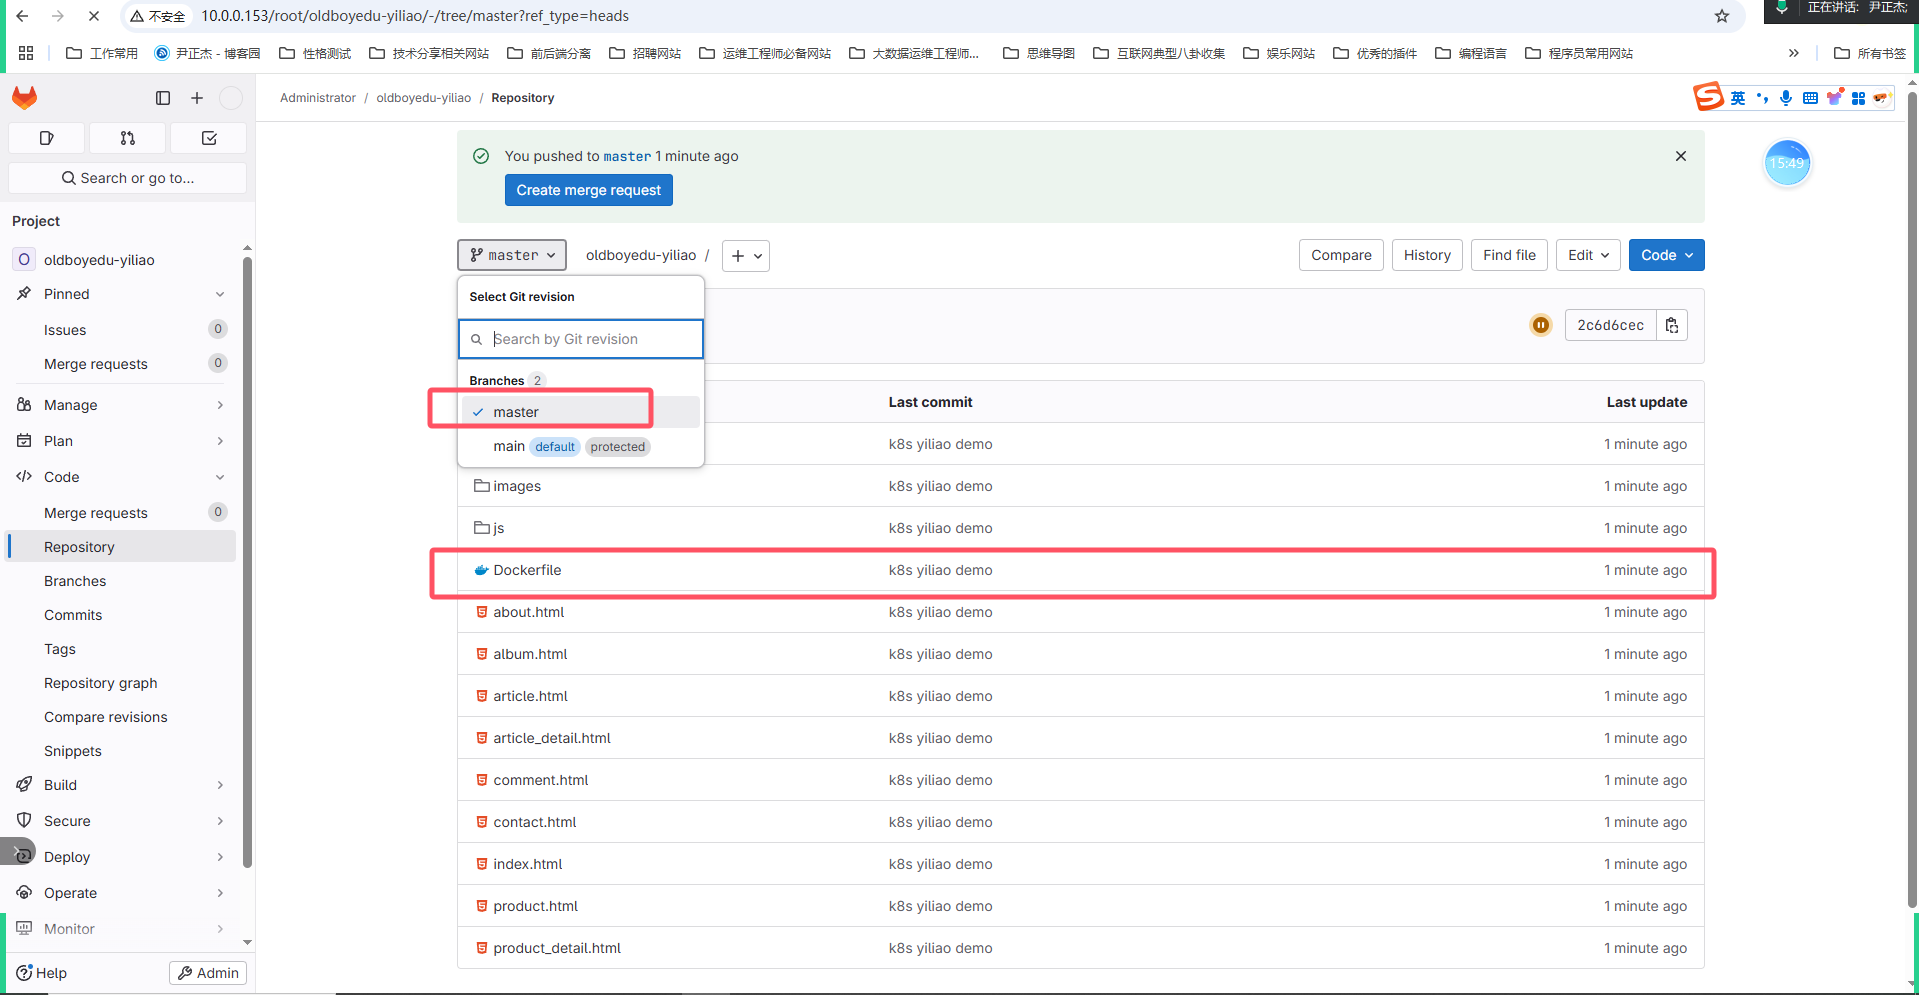 不安全 10.0.0.153/root/oldboyedu-yiliao/-/tree/master?ref_type=heads
正在讲话: 尹正杰;
工作常用 尹正杰 - 博客园 性格测试 技术分享相关网站 前后端分离 招聘网站 运维工程师必备网站 大数据运维工程师... 思维导图 互联网典型八卦收集 娱乐网站 优秀的插件 编程语言 程序员常用网站 » 所有书签
Administrator / oldboyedu-yiliao / Repository
英
Search or go to...
Project
O oldboyedu-yiliao
Pinned
Issues 0
Merge requests 0
Manage
Plan
Code
Merge requests 0
Repository
Branches
Commits
Tags
Repository graph
Compare revisions
Snippets
Build
Secure
Deploy
Operate
Monitor
Help
Admin
You pushed to master 1 minute ago
Create merge request
15:49
master oldboyedu-yiliao / +
Compare History Find file Edit Code
Select Git revision
Search by Git revision
Branches 2
master
main default protected
2c6d6cec
Last commit Last update
k8s yiliao demo 1 minute ago
images k8s yiliao demo 1 minute ago
js k8s yiliao demo 1 minute ago
Dockerfile k8s yiliao demo 1 minute ago
about.html k8s yiliao demo 1 minute ago
album.html k8s yiliao demo 1 minute ago
article.html k8s yiliao demo 1 minute ago
article_detail.html k8s yiliao demo 1 minute ago
comment.html k8s yiliao demo 1 minute ago
contact.html k8s yiliao demo 1 minute ago
index.html k8s yiliao demo 1 minute ago
product.html k8s yiliao demo 1 minute ago
product_detail.html k8s yiliao demo 1 minute ago